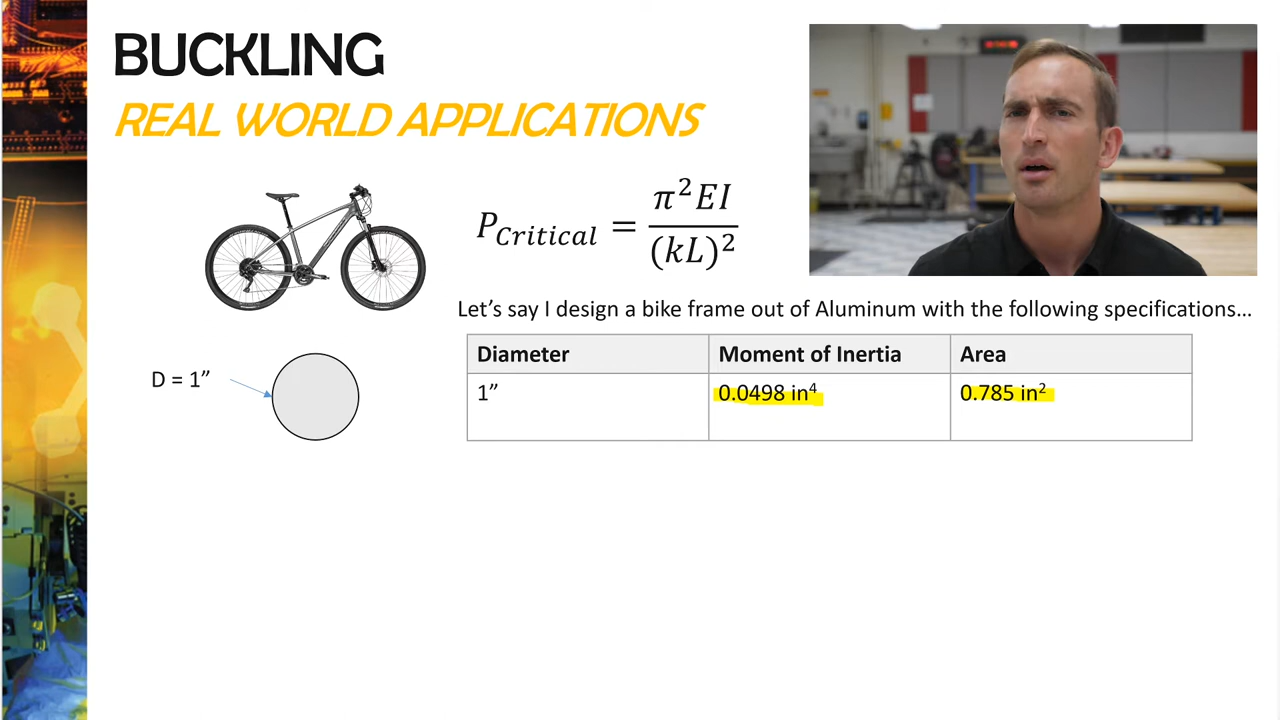 BUCKLING
REAL WORLD APPLICATIONS
P_Critical = π²EI / (kL)²
Let’s say I design a bike frame out of Aluminum with the following specifications…
Diameter Moment of Inertia Area
D = 1”
1” 0.0498 in⁴ 0.785 in²